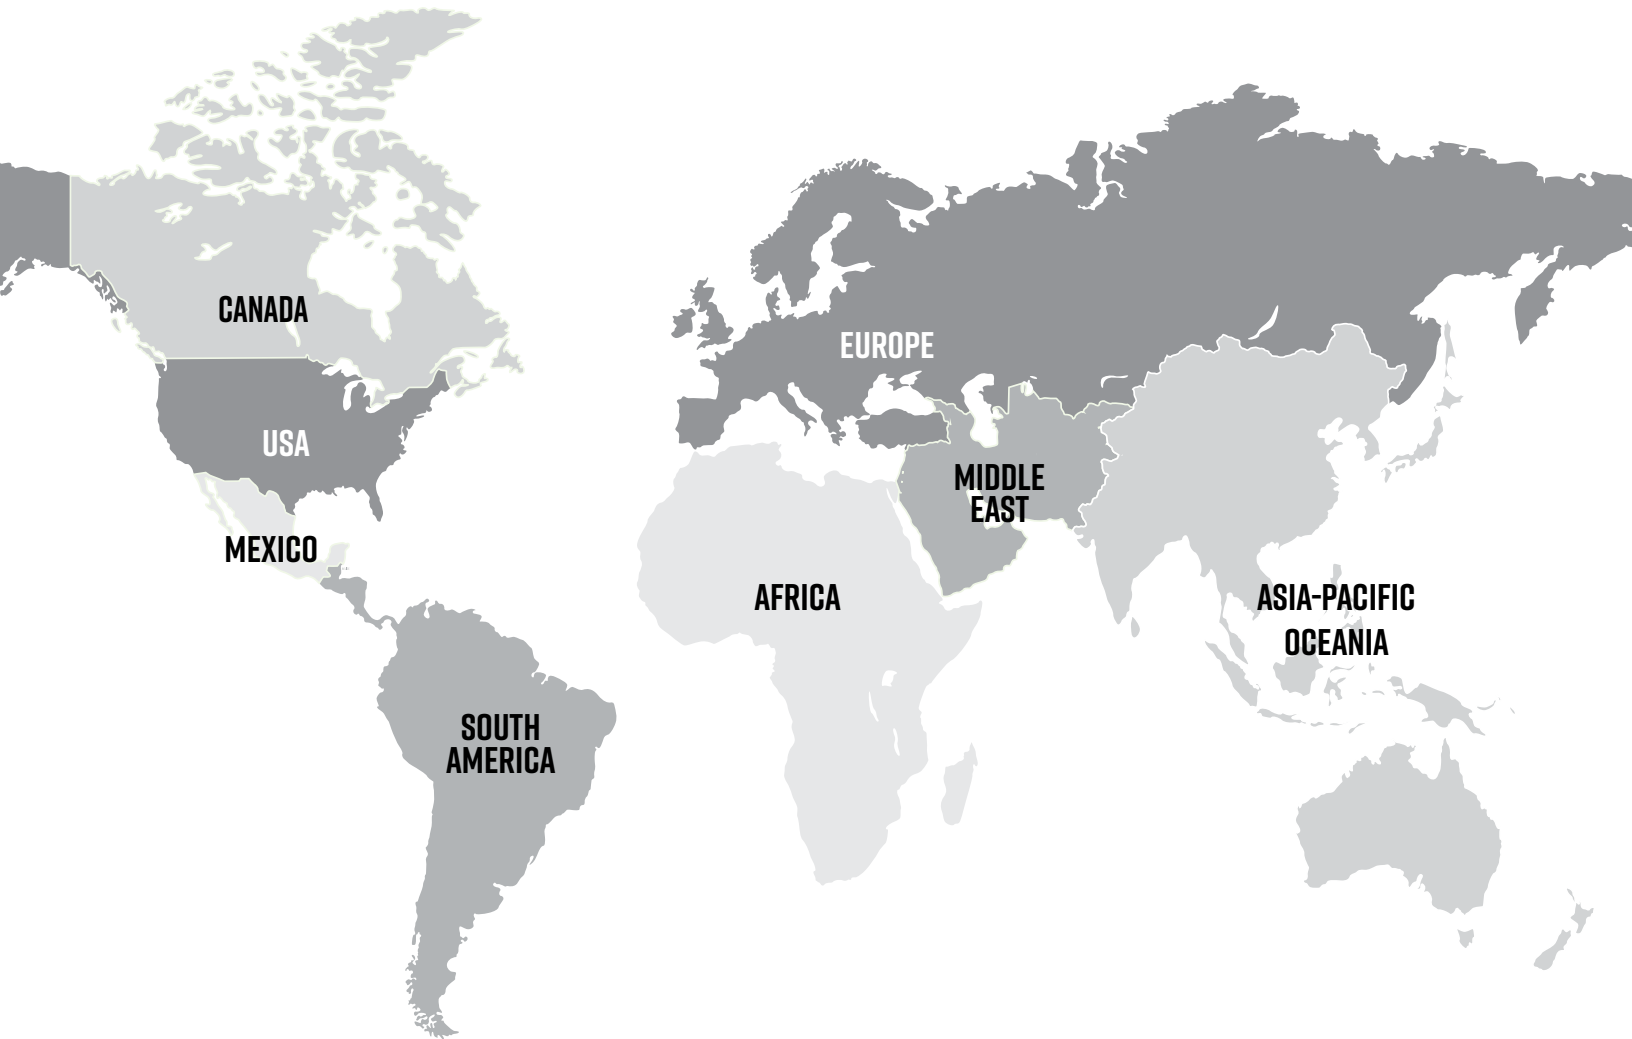 CANADA
EUROPE
USA
MIDDLE
EAST
MEXICO
AFRICA
ASIA-PACIFIC
OCEANIA
SOUTH
AMERICA